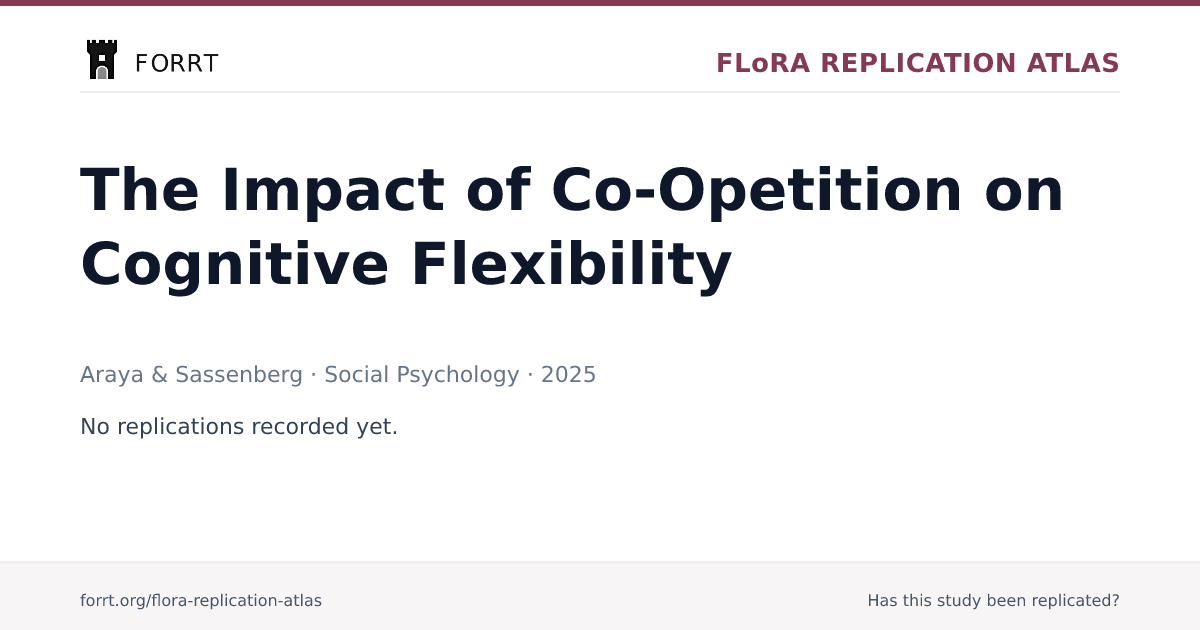 FORRT
FLoRA REPLICATION ATLAS
The Impact of Co-Opetition on
Cognitive Flexibility
Araya & Sassenberg · Social Psychology · 2025
No replications recorded yet.
forrt.org/flora-replication-atlas
Has this study been replicated?